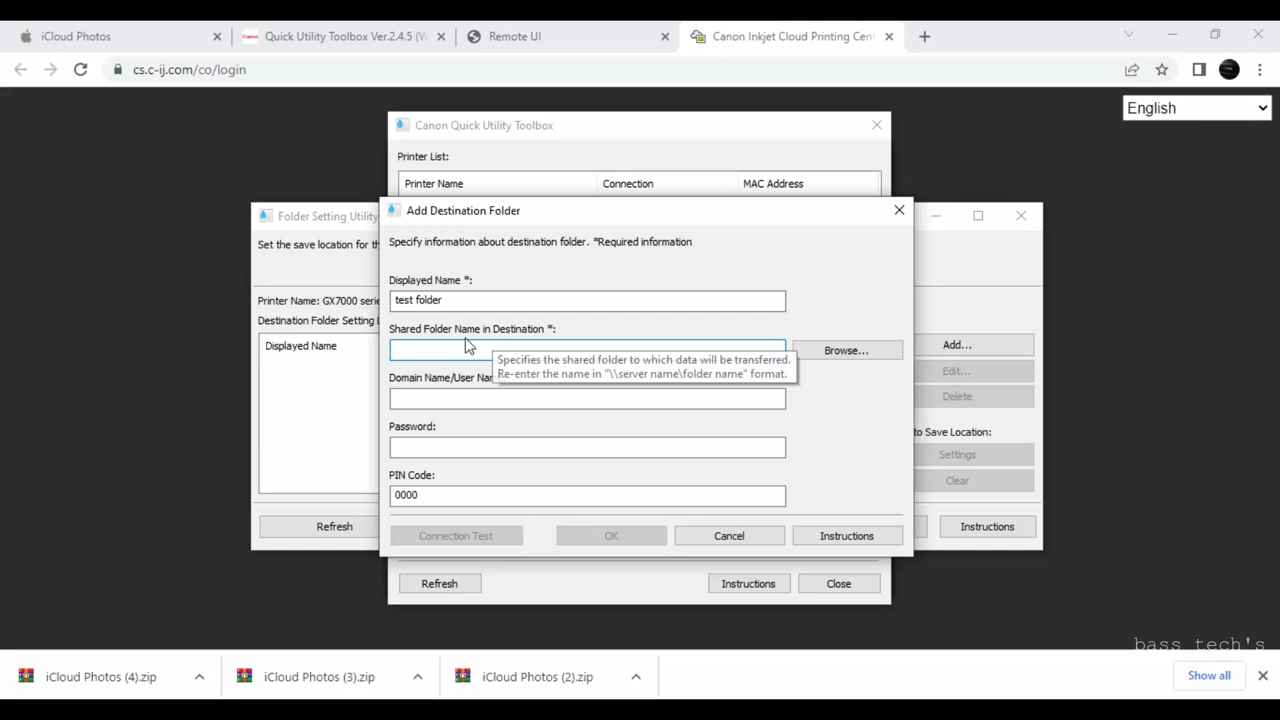 iCloud Photos
Canon
Quick Utility Toolbox Ver.2.4.5 (W
Remote UI
Canon Inkjet Cloud Printing Cent
cs.c-ij.com/co/login
English
Canon Quick Utility Toolbox
Printer List:
Printer Name
Connection
MAC Address
Folder Setting Utility
Set the save location for th
Printer Name: GX7000 serie
Destination Folder Setting L
Displayed Name
Refresh
Add Destination Folder
Specify information about destination folder. *Required information
Displayed Name *:
test folder
Shared Folder Name in Destination *:
Browse...
Specifies the shared folder to which data will be transferred.
Re-enter the name in "\\server name\folder name" format.
Domain Name/User Nam
Password:
PIN Code:
0000
Connection Test
OK
Cancel
Instructions
Add...
Edit...
Delete
to Save Location:
Settings
Clear
Instructions
Refresh
Instructions
Close
bass tech's
iCloud Photos (4).zip
iCloud Photos (3).zip
iCloud Photos (2).zip
Show all